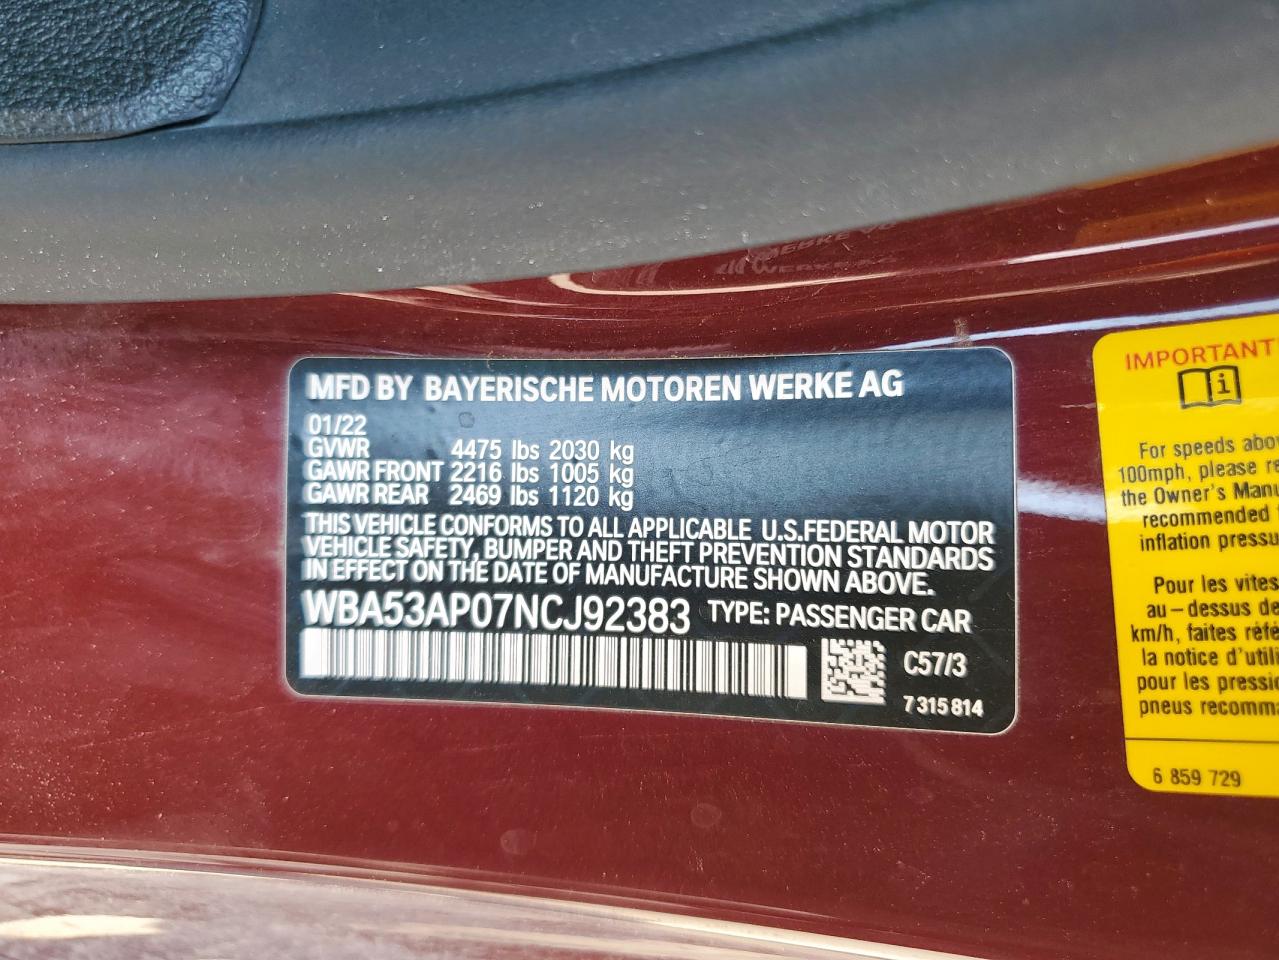 MFD BY BAYERISCHE MOTOREN WERKE AG
01/22
GVWR 4475 lbs 2030 kg
GAWR FRONT 2216 lbs 1005 kg
GAWR REAR 2469 lbs 1120 kg
THIS VEHICLE CONFORMS TO ALL APPLICABLE U.S.FEDERAL MOTOR
VEHICLE SAFETY, BUMPER AND THEFT PREVENTION STANDARDS
IN EFFECT ON THE DATE OF MANUFACTURE SHOWN ABOVE.
WBA53AP07NCJ92383 TYPE: PASSENGER CAR
C57/3
7 315 814
IMPORTANT
i
For speeds abo
100mph, please re
the Owner's Manu
recommended
inflation pressu
Pour les vites
au-dessus de
km/h, faites réfé
la notice d'utili
pour les pressio
pneus recomma
6 859 729